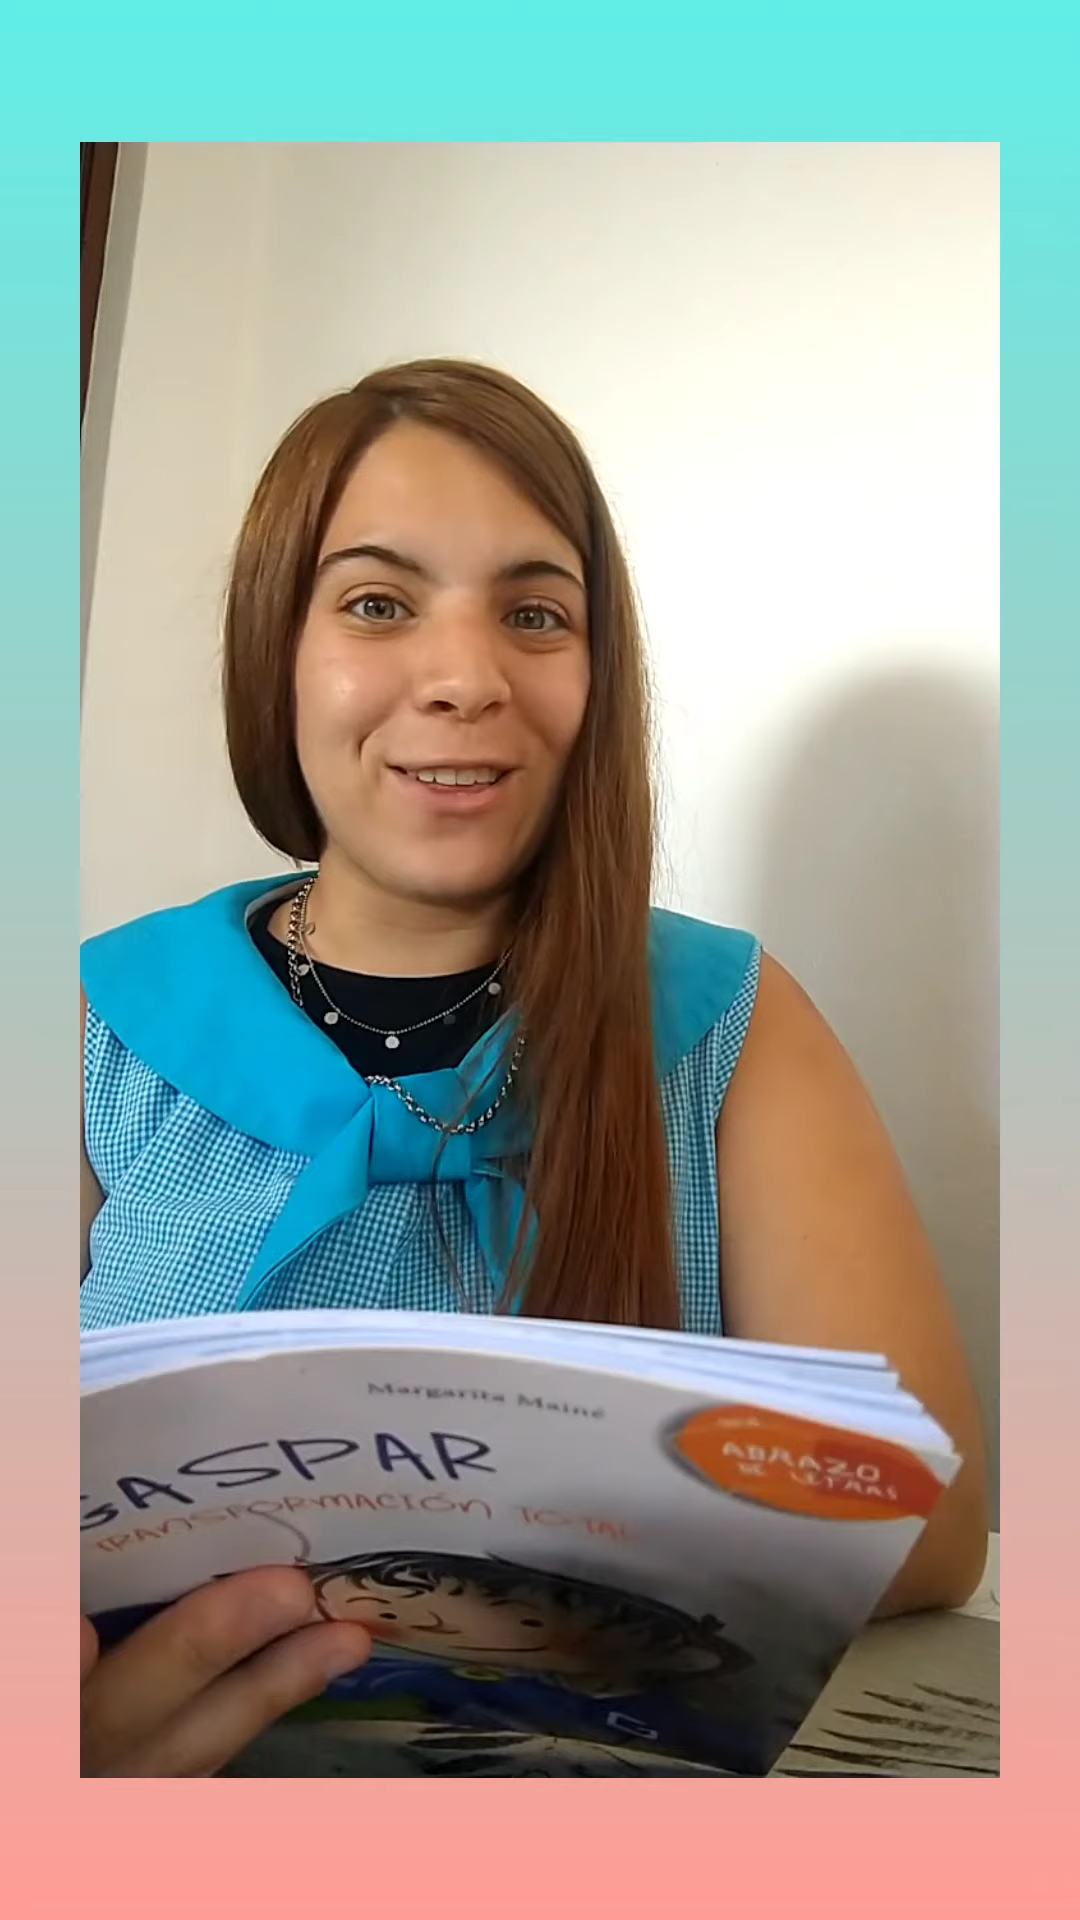 Margarita Mainé
GASPAR
TRANSFORMACIÓN TOTAL
ABRAZO
DE LETRAS